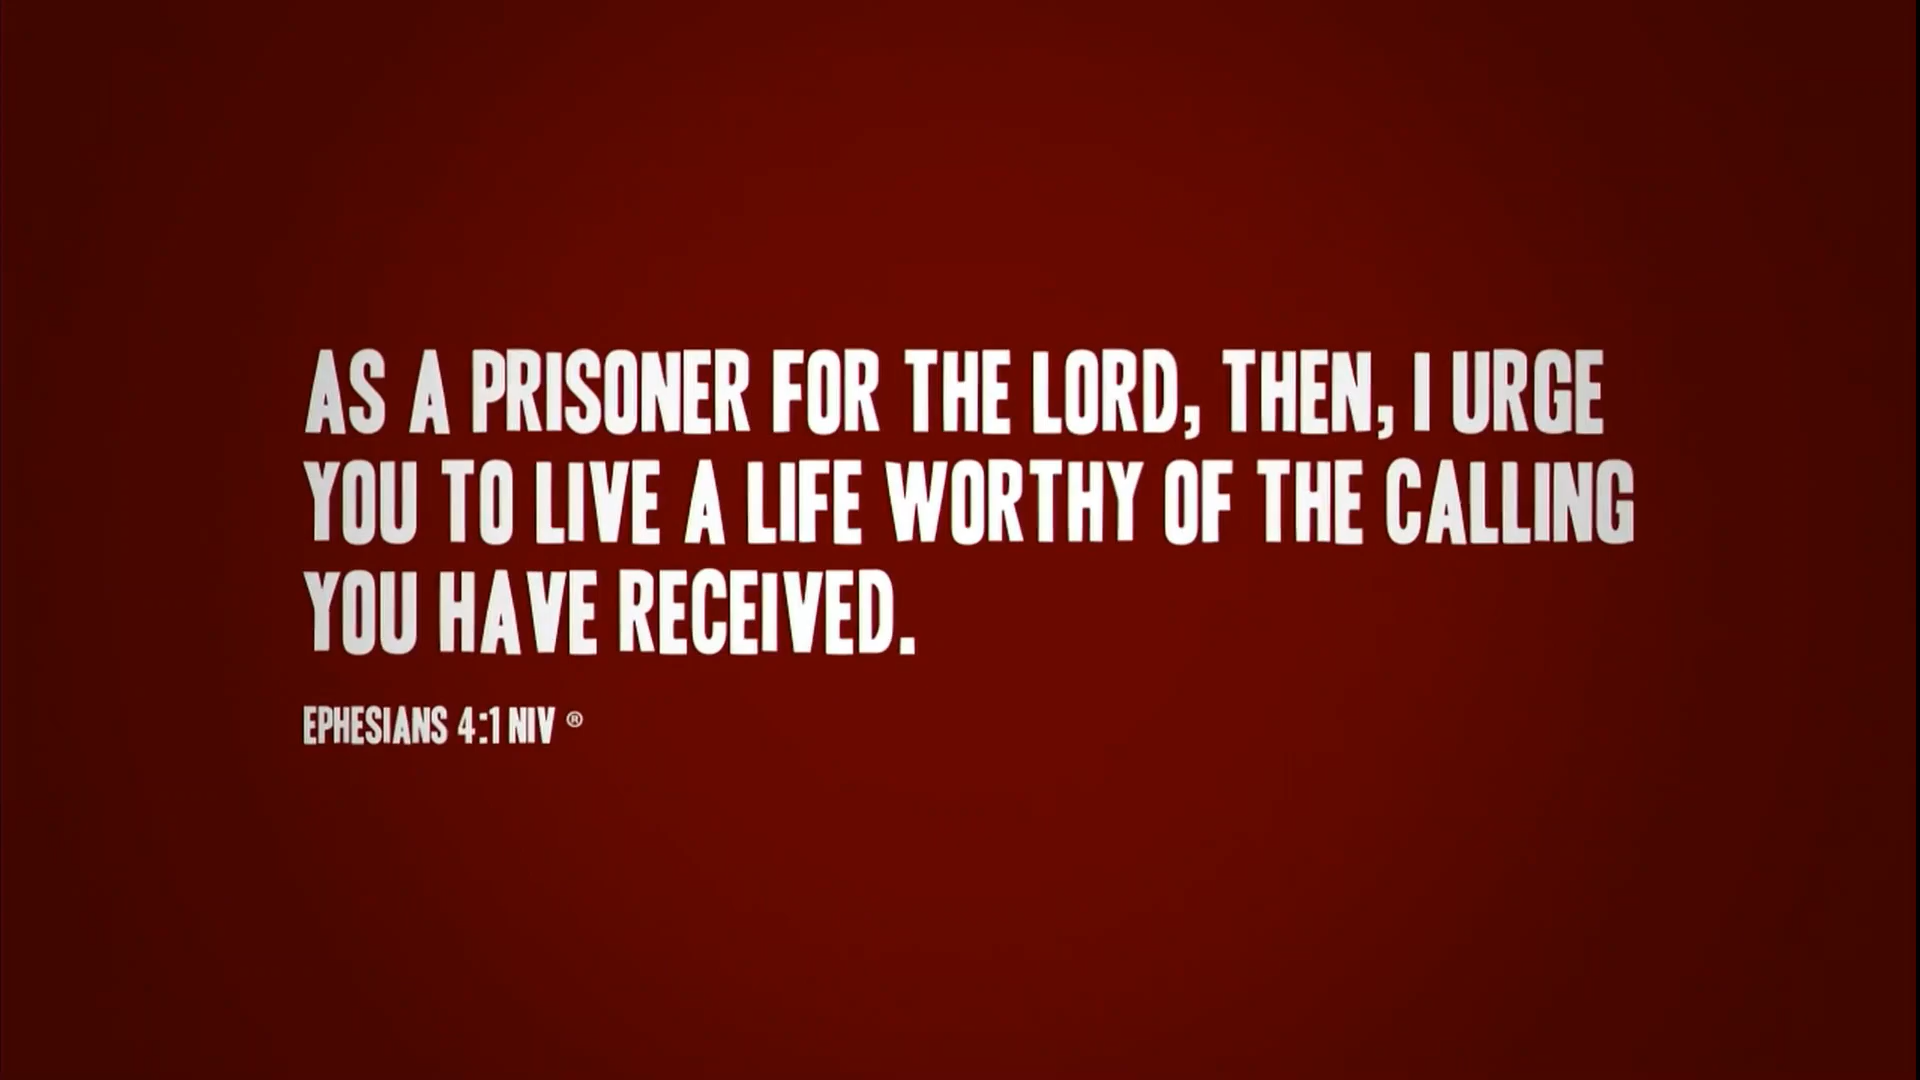 AS A PRISONER FOR THE LORD, THEN, I URGE
YOU TO LIVE A LIFE WORTHY OF THE CALLING
YOU HAVE RECEIVED.
EPHESIANS 4:1 NIV ®